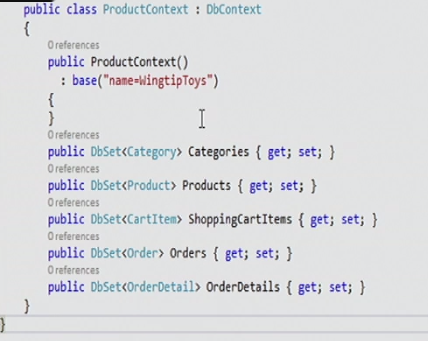 public class ProductContext : DbContext
{
0 references
public ProductContext()
: base("name=WingtipToys")
{
}
0 references
public DbSet<Category> Categories { get; set; }
0 references
public DbSet<Product> Products { get; set; }
0 references
public DbSet<CartItem> ShoppingCartItems { get; set; }
0 references
public DbSet<Order> Orders { get; set; }
0 references
public DbSet<OrderDetail> OrderDetails { get; set; }
}
}